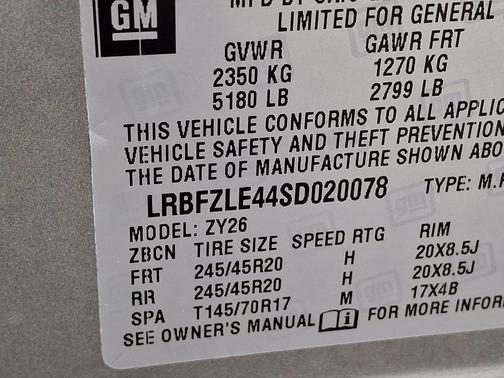 GM
LIMITED FOR GENERAL
GVWR GAWR FRT
2350 KG 1270 KG
5180 LB 2799 LB
THIS VEHICLE CONFORMS TO ALL
VEHICLE SAFETY AND THEFT PREVENTION
THE DATE OF MANUFACTURE SHOWN
LRBFZLE44SD020078 TYPE:
MODEL: ZY26
ZBCN TIRE SIZE SPEED RTG RIM
FRT 245/45R20 H 20X8.5J
RR 245/45R20 H 20X8.5J
SPA T145/70R17 M 17X4B
SEE OWNER'S MANUAL i FOR MORE